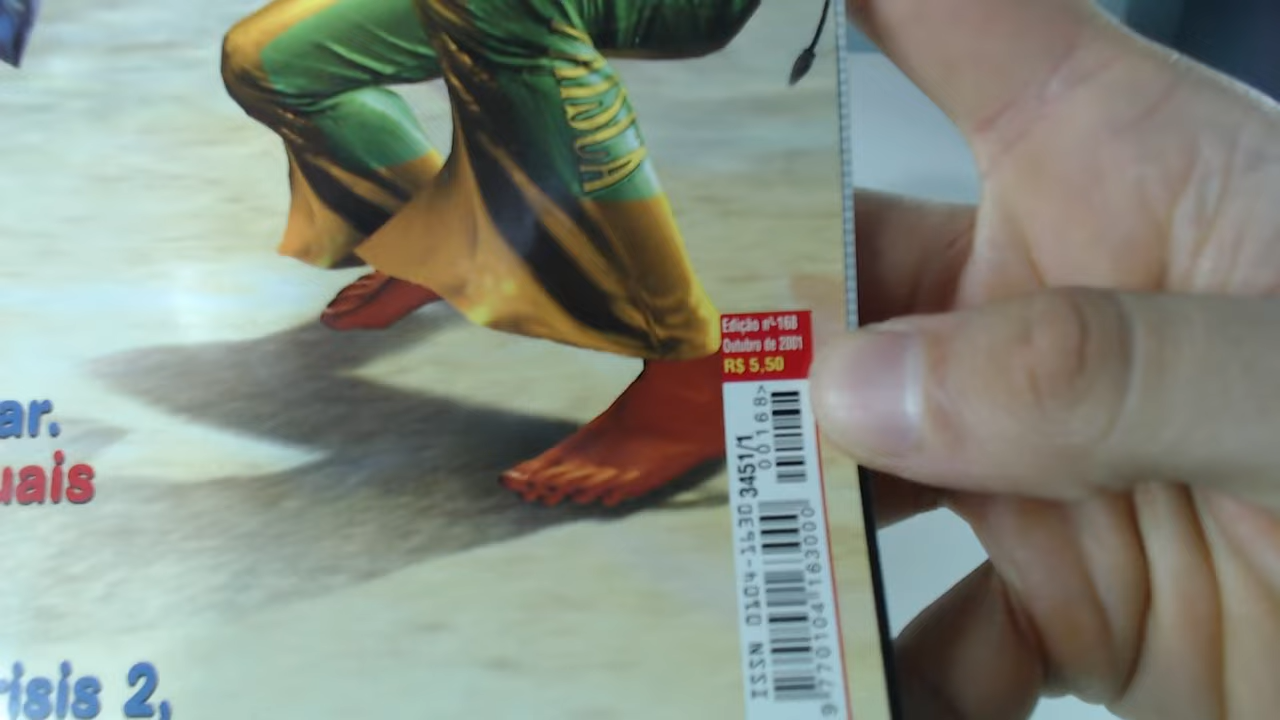 Edição nº 168
Outubro de 2001
R$ 5,50
ar.
uais
isis 2,
ISSN 0104-1630 3451/1
00168>
9 770104 163000